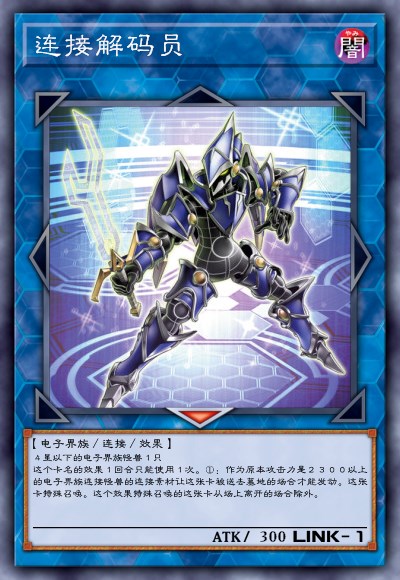 连接解码员
やみ
闇
【电子界族／连接／效果】
４星以下的电子界族怪兽１只
这个卡名的效果１回合只能使用１次。①：作为原本攻击力是２３００以上
的电子界族连接怪兽的连接素材让这张卡被送去墓地的场合才能发动。这张
卡特殊召唤。这个效果特殊召唤的这张卡从场上离开的场合除外。
ATK/ 300 LINK-1